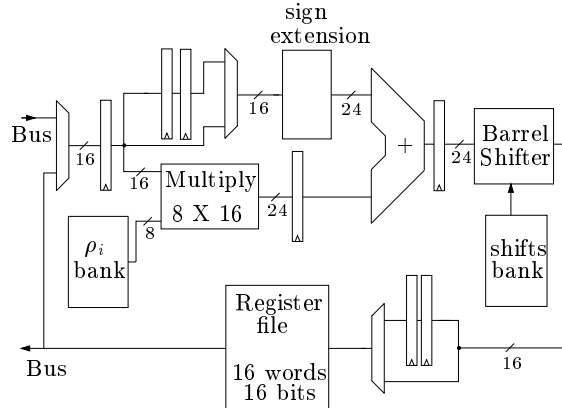 sign
extension
16
24
Bus
16
Barrel
Shifter
+
24
16
Multiply
8 X 16
24
8
ρi
bank
shifts
bank
Register
file
16 words
16 bits
16
Bus